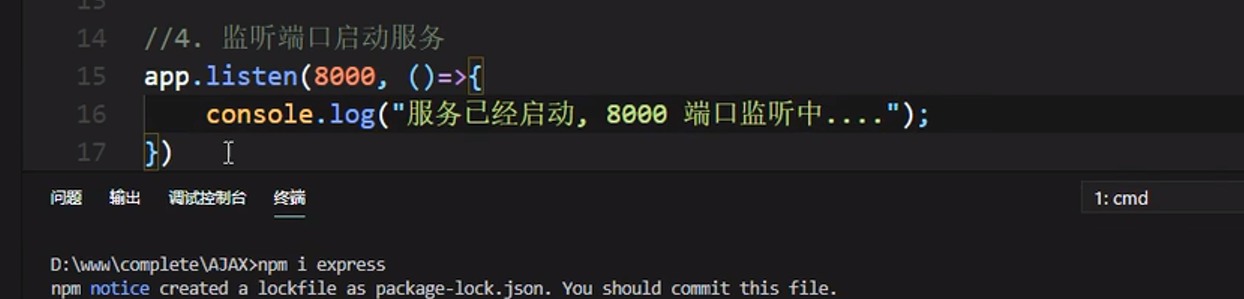 15
14 //4. 监听端口启动服务
15 app.listen(8000, ()=>{
16 console.log("服务已经启动, 8000 端口监听中....");
17 })
问题 输出 调试控制台 终端 1: cmd
D:\www\complete\AJAX>npm i express
npm notice created a lockfile as package-lock.json. You should commit this file.